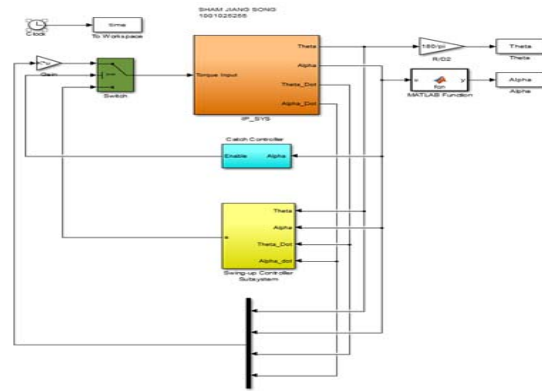 SHAM JIANG SONG
Clock
time
To Workspace
Gain
Switch
Torque Input
Theta
Alpha
Theta_Dot
Alpha_Dot
IP_SYS
180/pi
R/D2
Theta
Theta
u
fcn
y
MATLAB Function
Alpha
Alpha
Catch Controller
Enable
Alpha
Theta
Alpha
Theta_Dot
Alpha_dot
Swing-up Controller
Subsystem